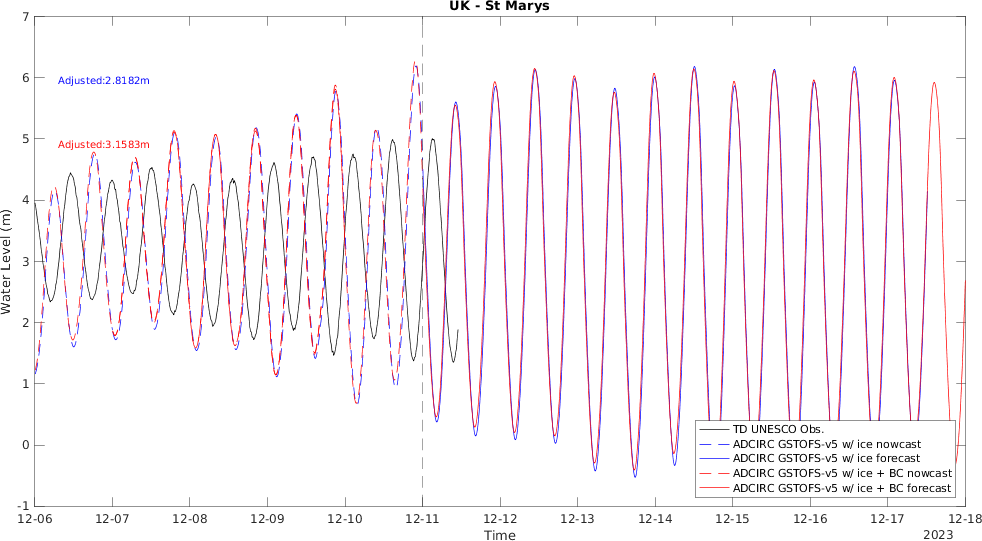 UK - St Marys
7
6
5
4
3
2
1
0
-1
Water Level (m)
Adjusted:2.8182m
Adjusted:3.1583m
TD UNESCO Obs.
ADCIRC GSTOFS-v5 w/ ice nowcast
ADCIRC GSTOFS-v5 w/ ice forecast
ADCIRC GSTOFS-v5 w/ ice + BC nowcast
ADCIRC GSTOFS-v5 w/ ice + BC forecast
12-06 12-07 12-08 12-09 12-10 12-11 12-12 12-13 12-14 12-15 12-16 12-17 12-18
Time
2023